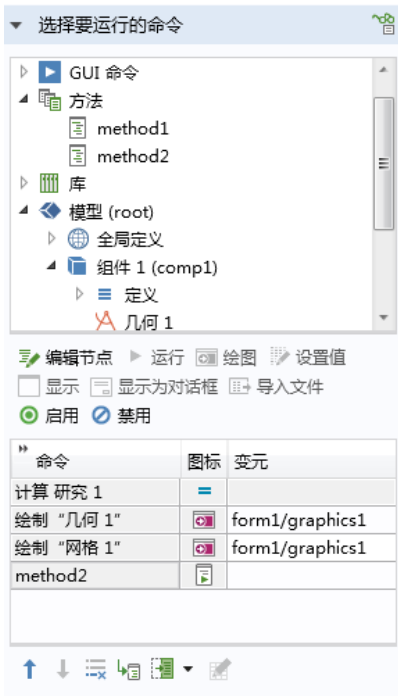 选择要运行的命令
GUI 命令
方法
method1
method2
库
模型 (root)
全局定义
组件 1 (comp1)
定义
几何 1
编辑节点 运行 绘图 设置值
显示 显示为对话框 导入文件
启用 禁用
命令 图标 变元
计算 研究 1
绘制“几何 1” form1/graphics1
绘制“网格 1” form1/graphics1
method2